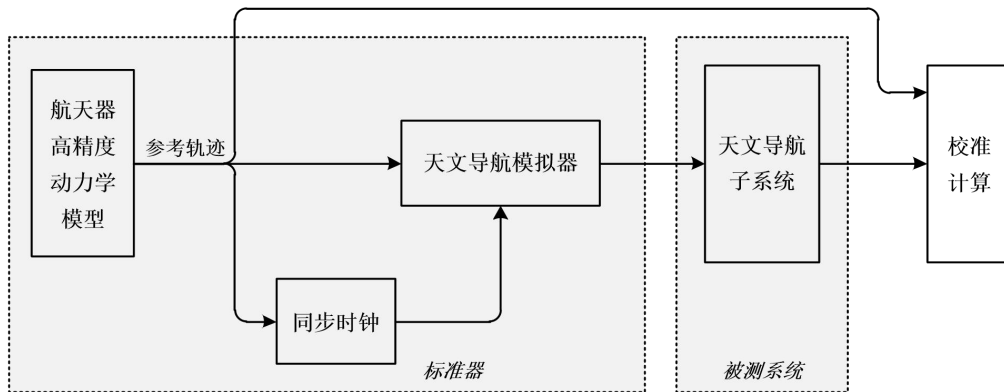 航天器
高精度
动力学
模型
参考轨迹
天文导航模拟器
同步时钟
标准器
天文导航
子系统
被测系统
校准
计算